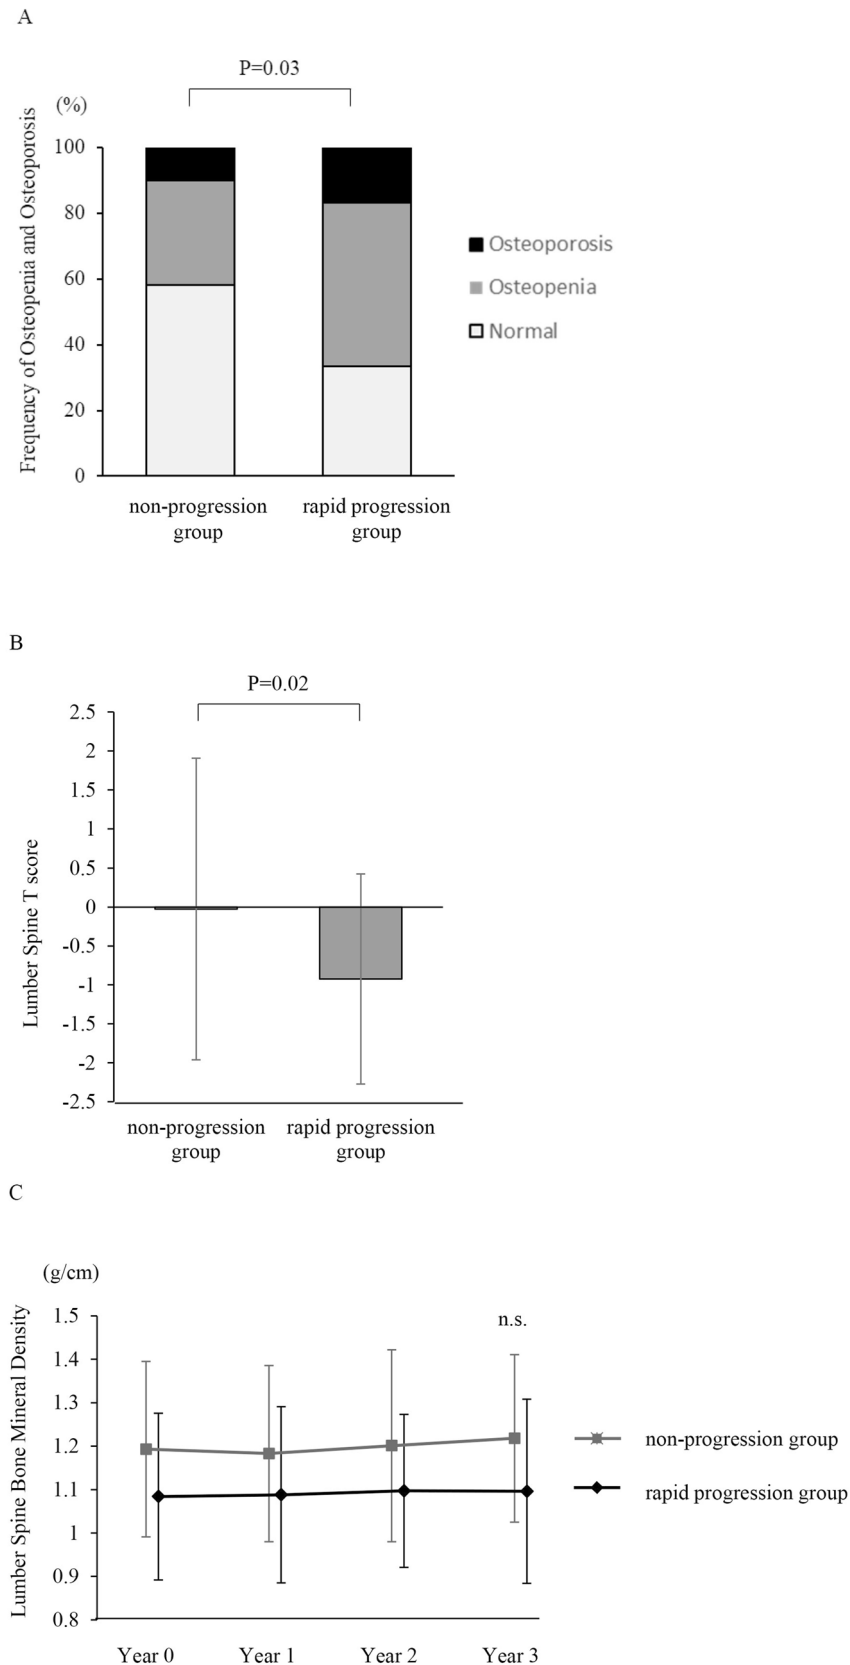 A
P=0.03
(%)
Frequency of Osteopenia and Osteoporosis
100
80
60
40
20
0
Osteoporosis
Osteopenia
Normal
non-progression
group
rapid progression
group
B
P=0.02
Lumber Spine T score
2.5
2
1.5
1
0.5
0
-0.5
-1
-1.5
-2
-2.5
non-progression
group
rapid progression
group
C
(g/cm)
Lumber Spine Bone Mineral Density
1.5
1.4
1.3
1.2
1.1
1
0.9
0.8
n.s.
non-progression group
rapid progression group
Year 0
Year 1
Year 2
Year 3